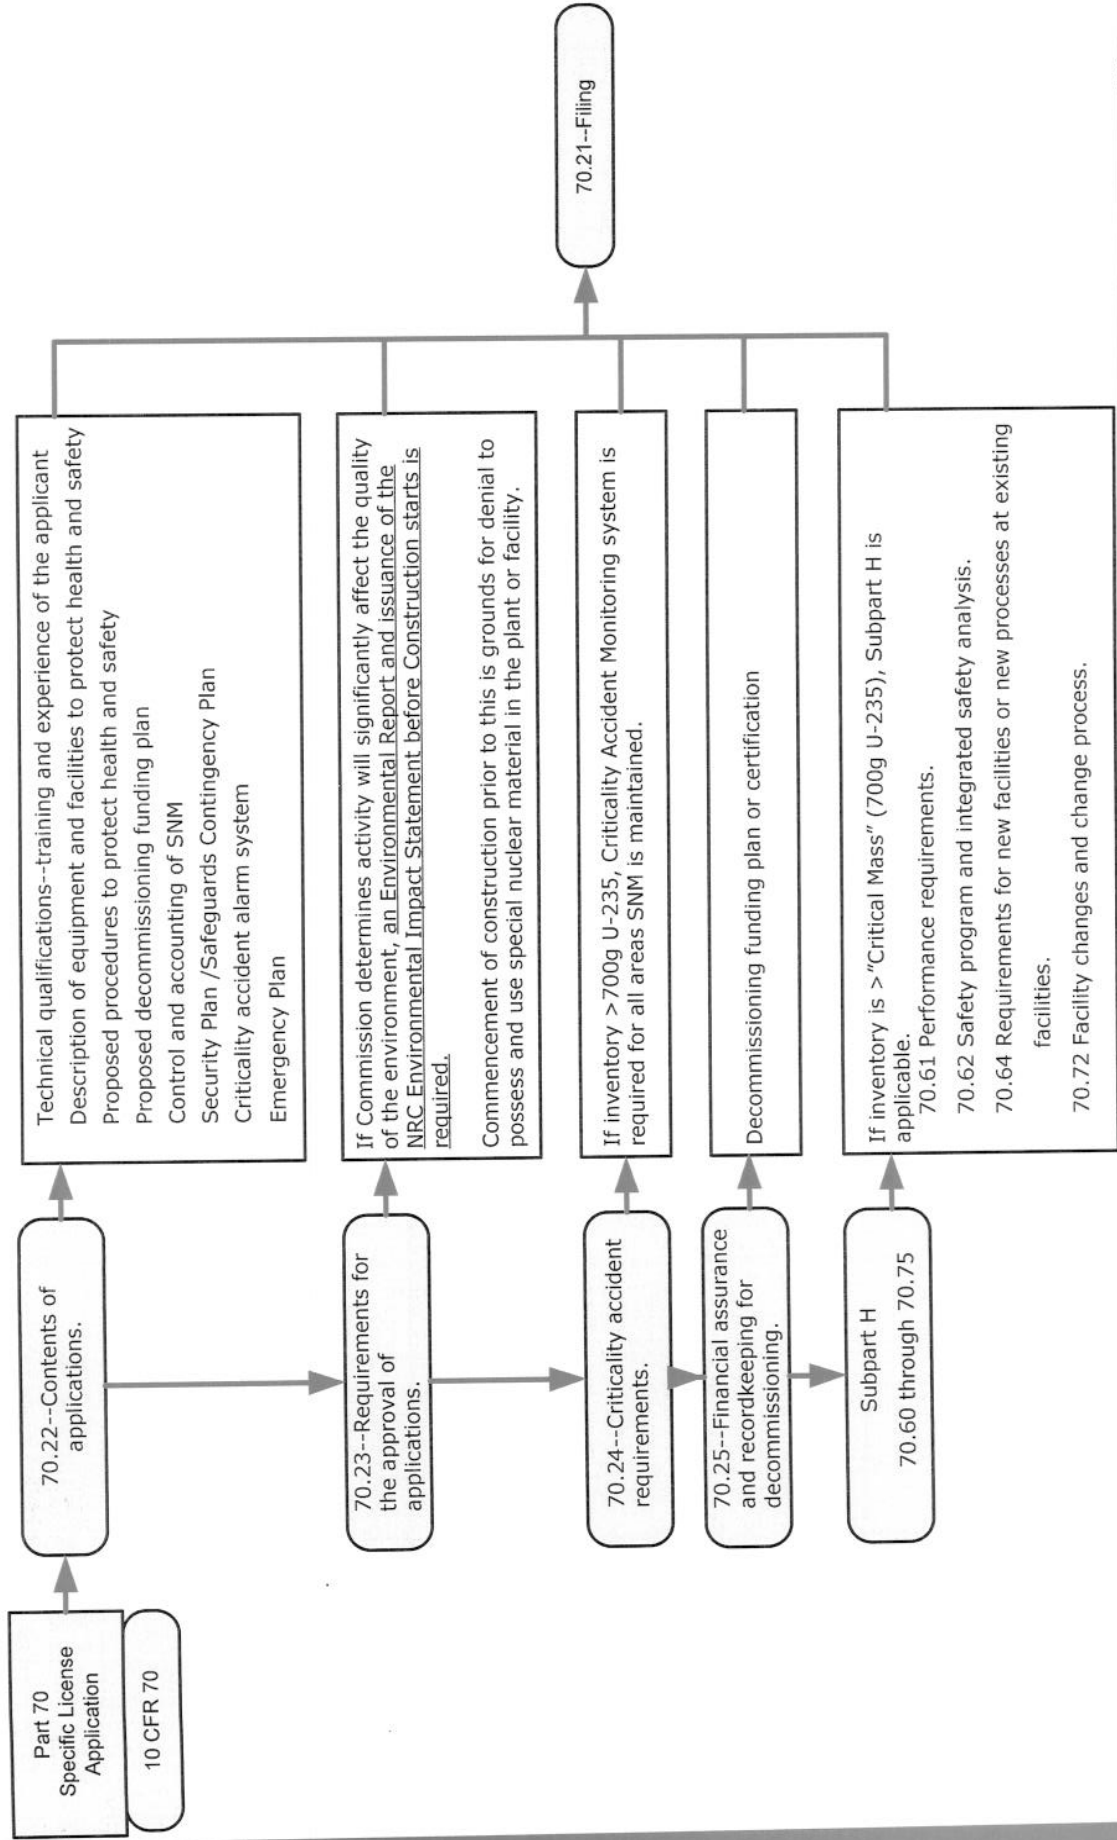 Part 70
Specific License
Application
10 CFR 70
70.22--Contents of
applications.
Technical qualifications--training and experience of the applicant
Description of equipment and facilities to protect health and safety
Proposed procedures to protect health and safety
Proposed decommissioning funding plan
Control and accounting of SNM
Security Plan /Safeguards Contingency Plan
Criticality accident alarm system
Emergency Plan
70.23--Requirements for
the approval of
applications.
If Commission determines activity will significantly affect the quality
of the environment, an Environmental Report and issuance of the
NRC Environmental Impact Statement before Construction starts is
required.
Commencement of construction prior to this is grounds for denial to
possess and use special nuclear material in the plant or facility.
70.24--Criticality accident
requirements.
If inventory >700g U-235, Criticality Accident Monitoring system is
required for all areas SNM is maintained.
70.25--Financial assurance
and recordkeeping for
decommissioning.
Decommissioning funding plan or certification
Subpart H
70.60 through 70.75
If inventory is >"Critical Mass" (700g U-235), Subpart H is
applicable.
70.61 Performance requirements.
70.62 Safety program and integrated safety analysis.
70.64 Requirements for new facilities or new processes at existing
facilities.
70.72 Facility changes and change process.
70.21--Filing